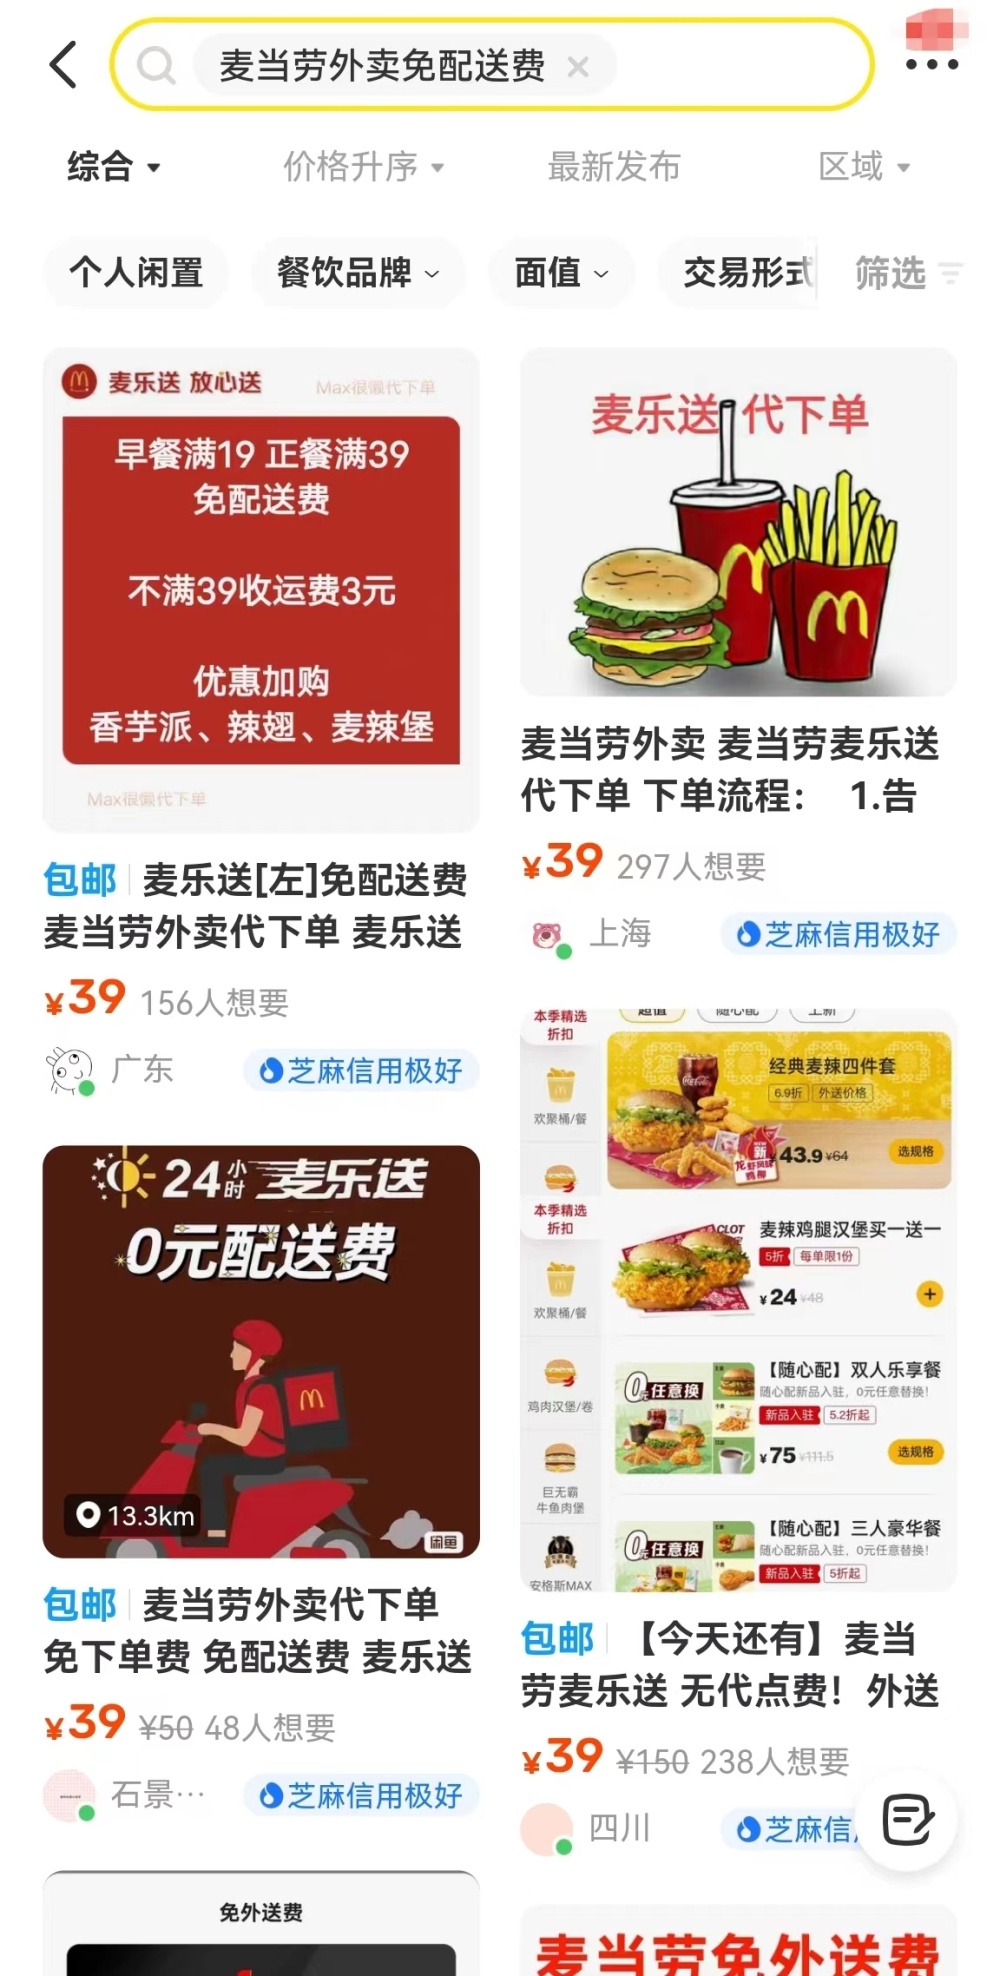 麦当劳外卖免配送费
综合
价格升序
最新发布
区域
个人闲置
餐饮品牌
面值
交易形式
筛选
麦乐送 放心送
Max很懒代下单
早餐满19 正餐满39
免配送费
不满39收运费3元
优惠加购
香芋派、辣翅、麦辣堡
Max很懒代下单
包邮 麦乐送[左]免配送费
麦当劳外卖代下单 麦乐送
¥39 156人想要
广东
芝麻信用极好
麦乐送 代下单
麦当劳外卖 麦当劳麦乐送
代下单 下单流程： 1.告
¥39 297人想要
上海
芝麻信用极好
24小时麦乐送
0元配送费
13.3km
闲鱼
包邮 麦当劳外卖代下单
免下单费 免配送费 麦乐送
¥39 ¥50 48人想要
石景…
芝麻信用极好
超值
随心配
上新
本季精选
折扣
欢聚桶/餐
本季精选
折扣
欢聚桶/餐
鸡肉汉堡/卷
巨无霸
牛鱼肉堡
安格斯MAX
经典麦辣四件套
6.9折 外送价格
新
龙虾风味
鸡柳
43.9 ¥64
选规格
CLOT
麦辣鸡腿汉堡买一送一
5折 每单限1份
¥24 ¥48
0元任意换
【随心配】双人乐享餐
随心配新品入驻，0元任意替换！
新品入驻 5.2折起
¥75 ¥111.5
选规格
0元任意换
【随心配】三人豪华餐
随心配新品入驻，0元任意替换！
新品入驻 5折起
包邮 【今天还有】麦当
劳麦乐送 无代点费！外送
¥39 ¥150 238人想要
四川
芝麻信
免外送费
麦当劳免外送费